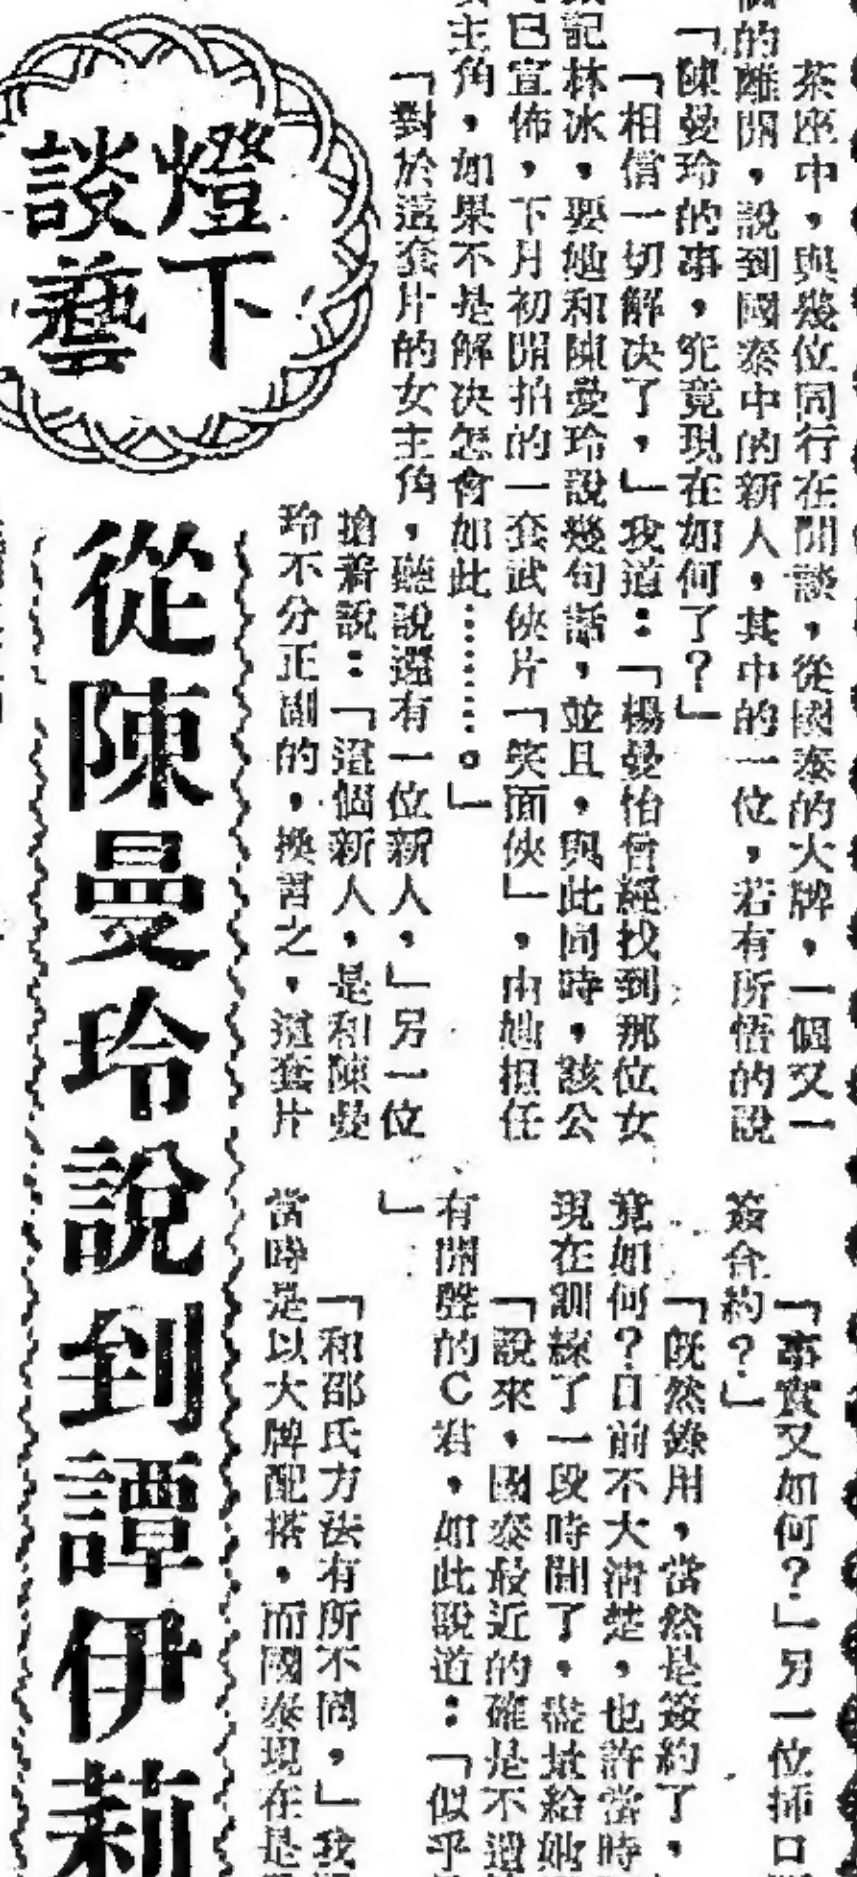 茶座中，與幾位同行在閒談，從國泰的大牌，一個又一
個的離開，說到國泰中的新人，其中的一位，若有所悟的說
「陳曼玲的事，究竟現在如何了？」
「相信一切解決了，」我道：「楊曼怡曾經找到那位女
記林冰，要她和陳曼玲說幾句話，並且，與此同時，該公
已宣佈，下月初開拍的一套武俠片「笑面俠」，由她担任
主角，如果不是解決怎會如此………。」
「對於這套片的女主角，聽說還有一位新人，」另一位
搶着說：「這個新人，是和陳曼
玲不分正副的，換言之，這套片
燈下
談藝
從陳曼玲說到譚伊莉
「事實又如何？」另一位揷口
簽合約？」
「既然錄用，當然是簽約了，
竟如何？目前不大清楚，也許當時
現在訓練了一段時間了，盡量給她
「說來，國泰最近的確是不遺
有開聲的C君，如此說道：「似乎
」
「和邵氏方法有所不同，」我
當時是以大牌配搭，而國泰現在是